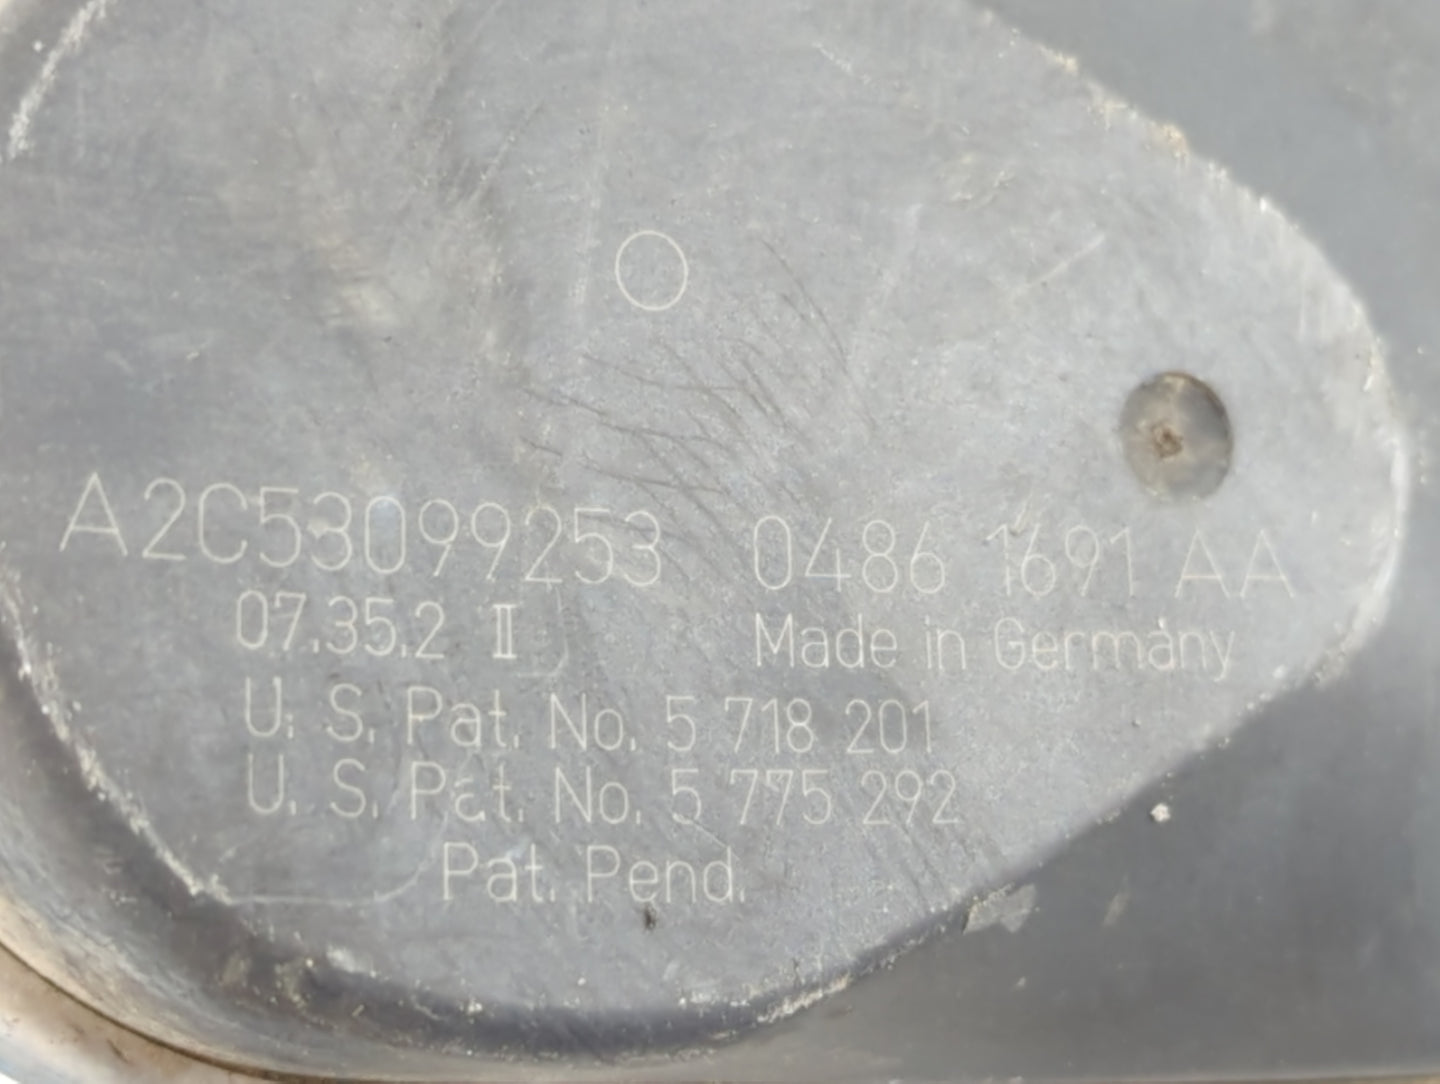 A2C53099253 0486 1691 AA
07.35.2 II Made in Germany
U. S. Pat. No. 5 718 201
U. S. Pat. No. 5 775 292
Pat. Pend.